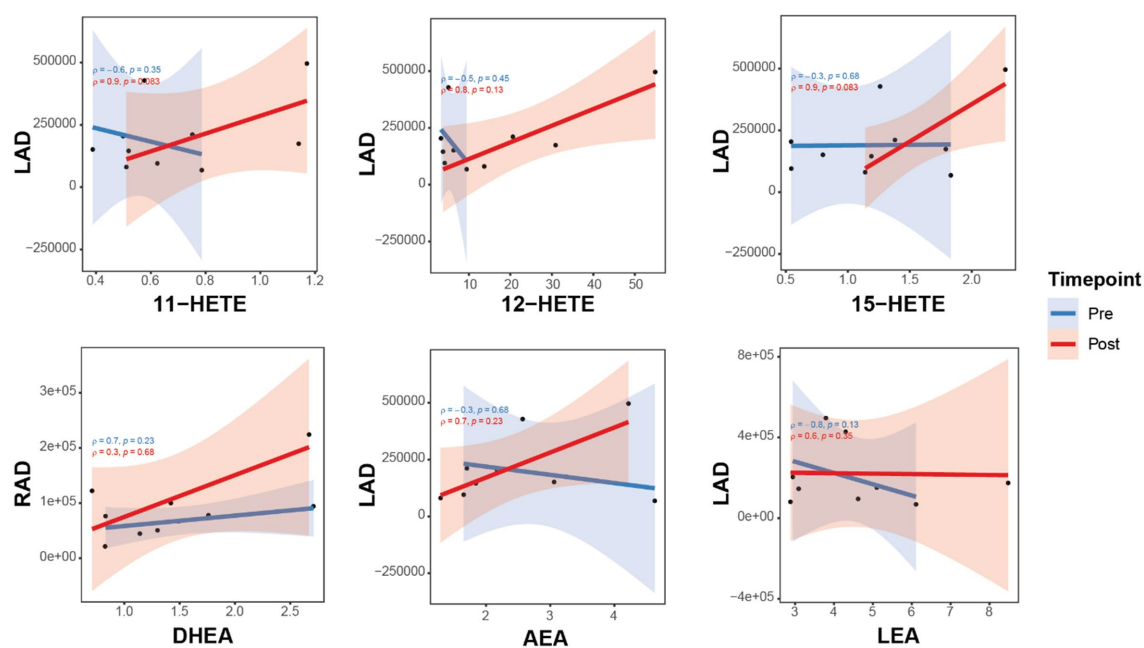 LAD
500000
250000
0
−250000
ρ = −0.6, p = 0.35
ρ = 0.9, p = 0.083
0.4 0.6 0.8 1.0 1.2
11−HETE
LAD
500000
250000
0
−250000
ρ = −0.5, p = 0.45
ρ = 0.8, p = 0.13
10 20 30 40 50
12−HETE
LAD
500000
250000
0
−250000
ρ = −0.3, p = 0.68
ρ = 0.9, p = 0.083
0.5 1.0 1.5 2.0
15−HETE
Timepoint
Pre
Post
RAD
3e+05
2e+05
1e+05
0e+00
ρ = 0.7, p = 0.23
ρ = 0.3, p = 0.68
1.0 1.5 2.0 2.5
DHEA
LAD
500000
250000
0
−250000
ρ = −0.3, p = 0.68
ρ = 0.7, p = 0.23
2 3 4
AEA
LAD
8e+05
4e+05
0e+00
−4e+05
ρ = −0.8, p = 0.13
ρ = 0.6, p = 0.35
3 4 5 6 7 8
LEA